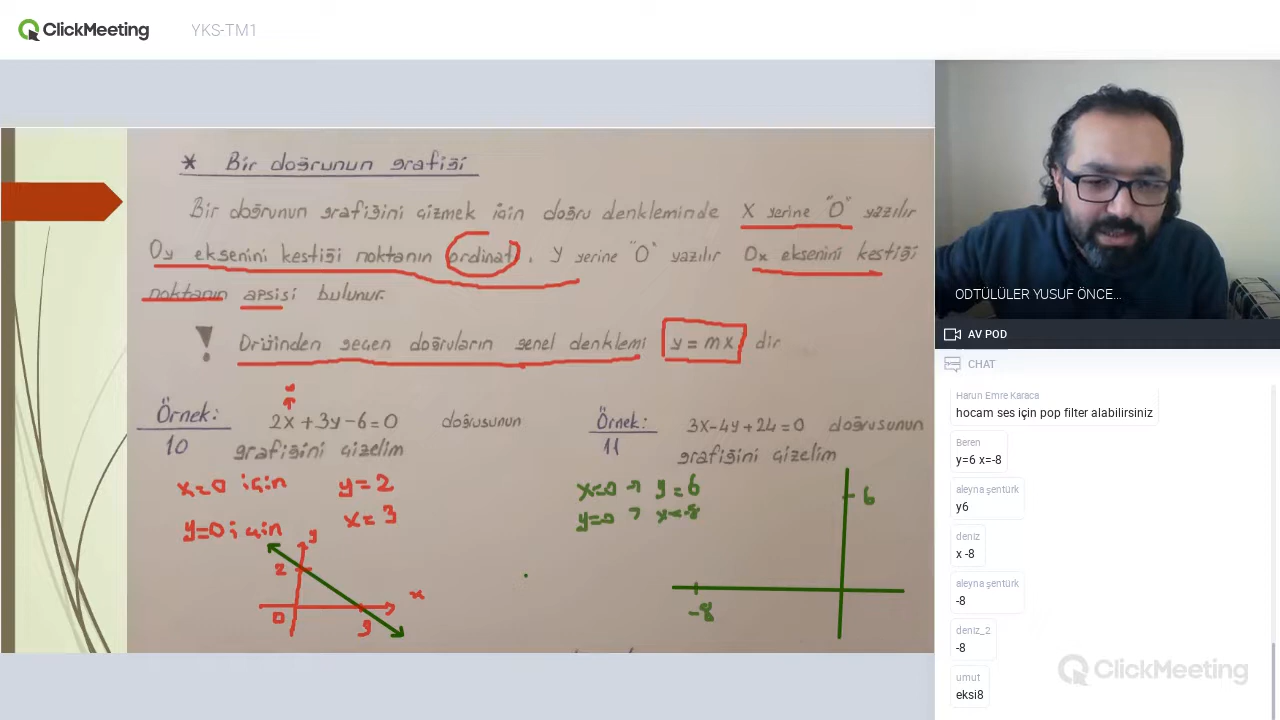 ClickMeeting
YKS-TM1
* Bir doğrunun grafiği
Bir doğrunun grafiğini çizmek için doğru denkleminde x yerine "0" yazılır
Oy eksenini kestiği noktanın ordinatı, y yerine "0" yazılır Ox eksenini kestiği
noktanın apsisi bulunur.
! Orijinden geçen doğruların genel denklemi y = mx dir
Örnek: 10
2x+3y-6=0 doğrusunun
grafiğini çizelim
x=0 için y=2
y=0 için x=3
y
2
x
0
3
Örnek: 11
3x-4y+24=0 doğrusunun
grafiğini çizelim
x=0 → y=6
y=0 → x=-8
6
-8
ODTÜLÜLER YUSUF ÖNCE...
AV POD
CHAT
Harun Emre Karaca
hocam ses için pop filter alabilirsiniz
Beren
y=6 x=-8
aleyna şentürk
y6
deniz
x -8
aleyna şentürk
-8
deniz_2
-8
umut
eksi8
ClickMeeting